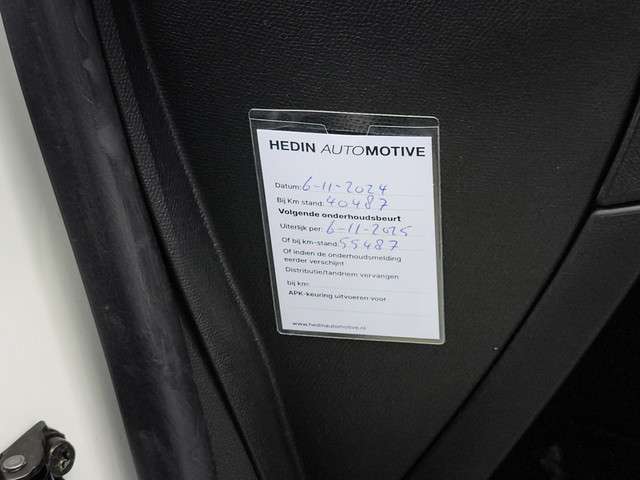 HEDIN AUTOMOTIVE
Datum: 6-11-2024
Bij Km stand: 40487
Volgende onderhoudsbeurt
Uiterlijk per: 6-11-2025
Of bij km-stand: 55487
Of indien de onderhoudsmelding
eerder verschijnt
Distributie/tandriem vervangen
bij km:
APK-keuring uitvoeren voor
www.hedinautomotive.nl